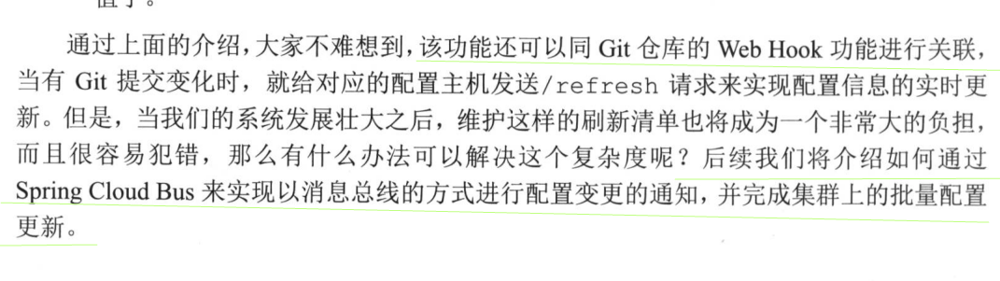 值了。
通过上面的介绍，大家不难想到，该功能还可以同 Git 仓库的 Web Hook 功能进行关联，
当有 Git 提交变化时，就给对应的配置主机发送/refresh 请求来实现配置信息的实时更
新。但是，当我们的系统发展壮大之后，维护这样的刷新清单也将成为一个非常大的负担，
而且很容易犯错，那么有什么办法可以解决这个复杂度呢？后续我们将介绍如何通过
Spring Cloud Bus 来实现以消息总线的方式进行配置变更的通知，并完成集群上的批量配置
更新。